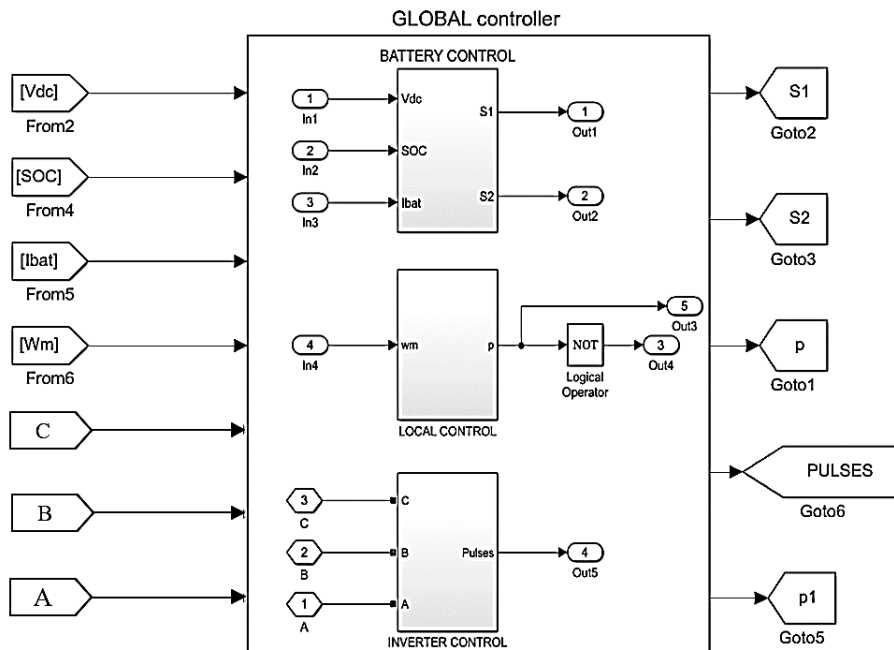 GLOBAL controller
[Vdc]
From2
[SOC]
From4
[Ibat]
From5
[Wm]
From6
C
B
A
BATTERY CONTROL
1
In1
2
In2
3
In3
Vdc
SOC
Ibat
S1
S2
1
Out1
2
Out2
4
In4
wm
p
LOCAL CONTROL
NOT
Logical
Operator
5
Out3
3
Out4
3
C
2
B
1
A
C
B
A
Pulses
INVERTER CONTROL
4
Out5
S1
Goto2
S2
Goto3
p
Goto1
PULSES
Goto6
p1
Goto5